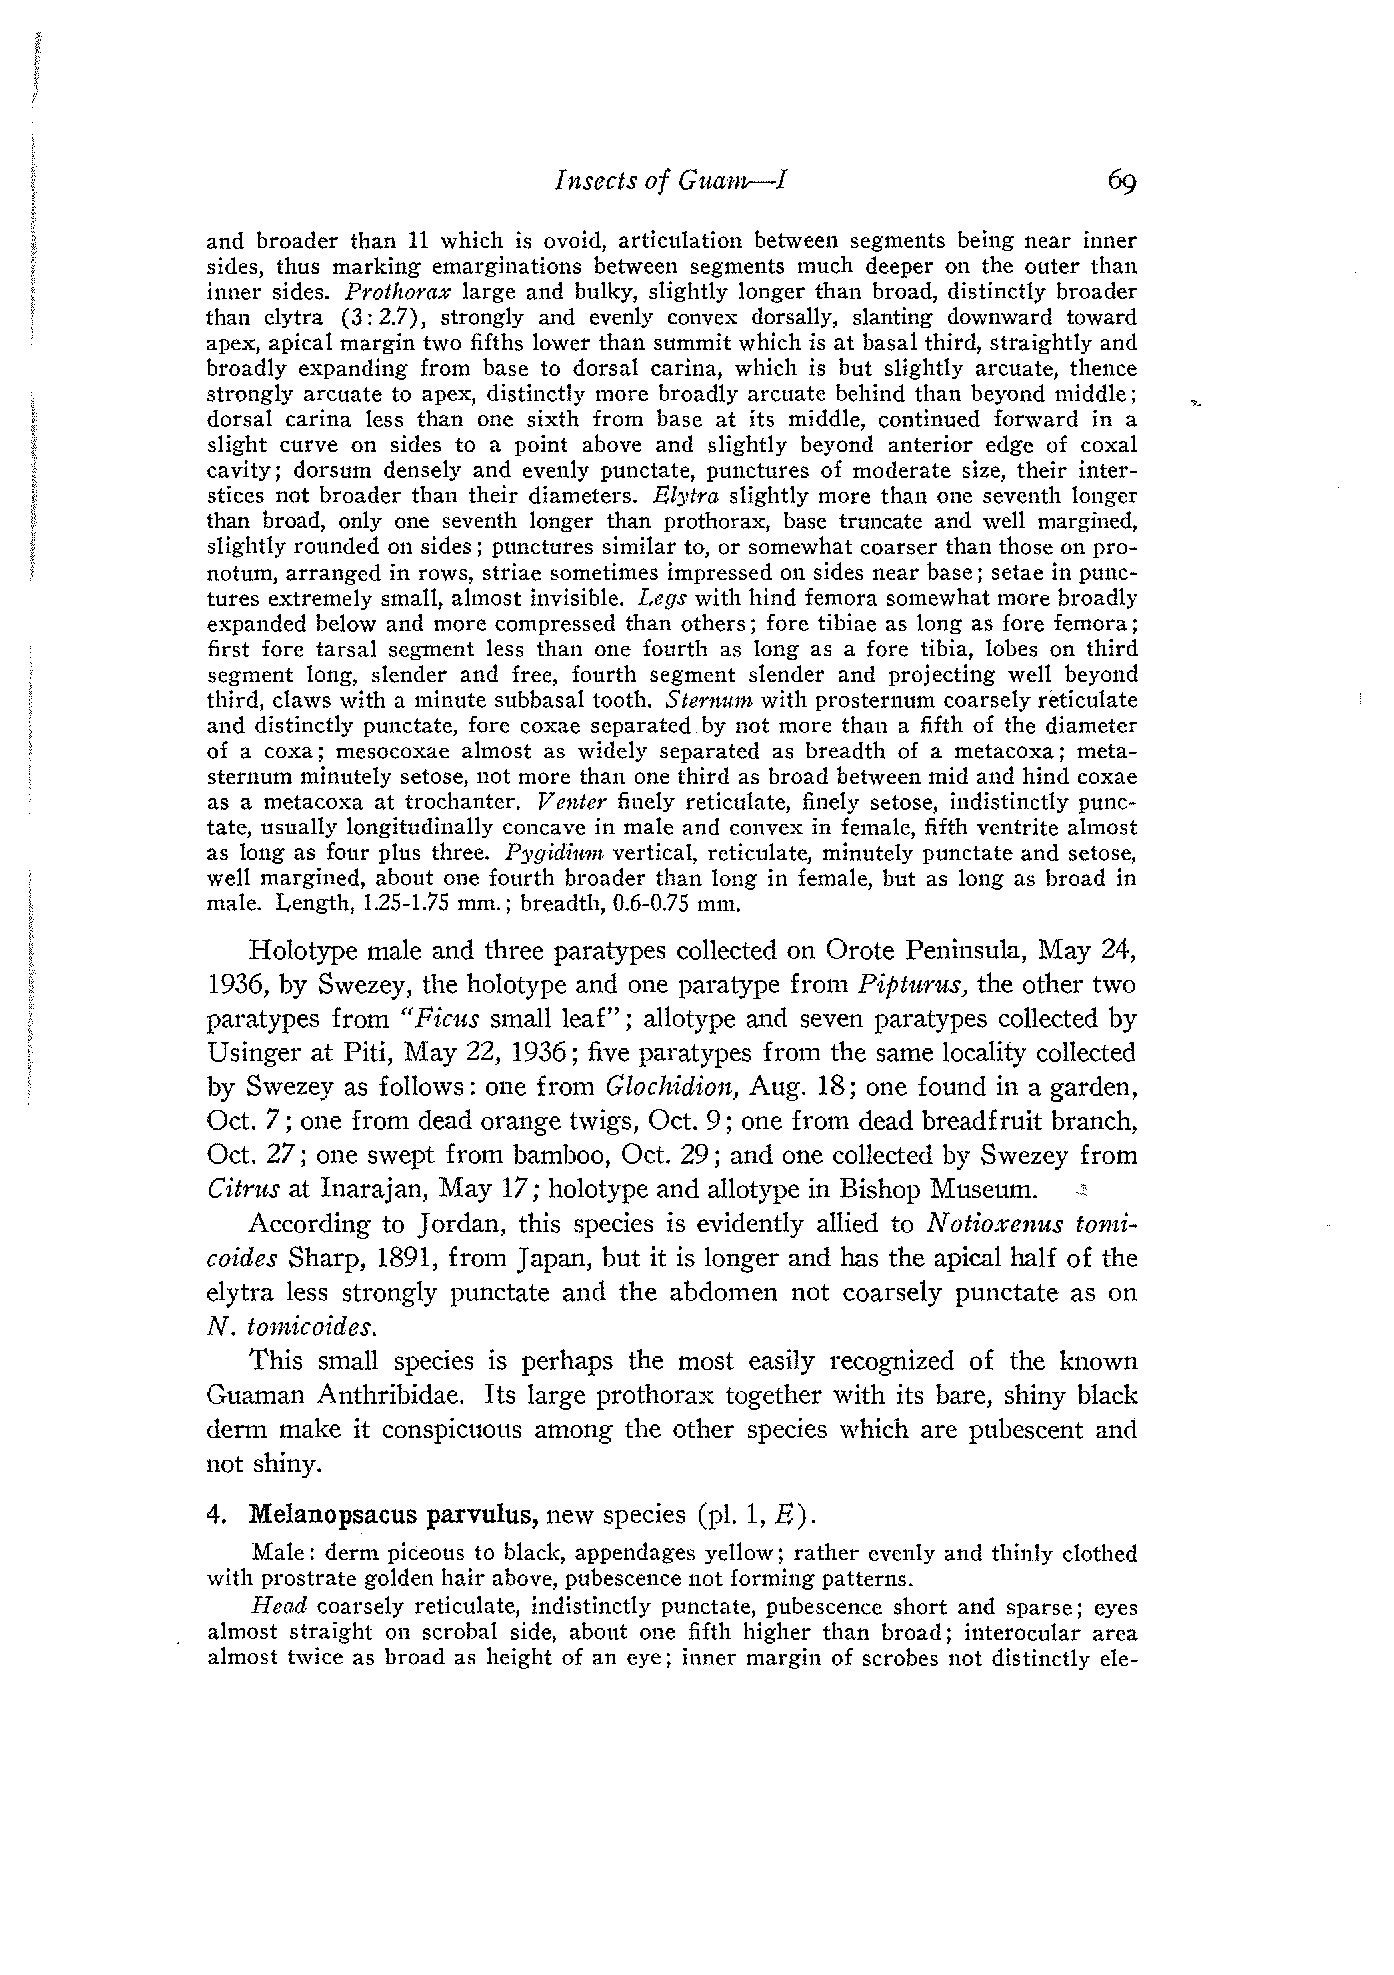 Insects of Guam—I 69
and broader than 11 which is ovoid, articulation between segments being near inner
sides, thus marking emarginations between segments much deeper on the outer than
inner sides. Prothorax large and bulky, slightly longer than broad, distinctly broader
than elytra (3:2.7), strongly and evenly convex dorsally, slanting downward toward
apex, apical margin two fifths lower than summit which is at basal third, straightly and
broadly expanding from base to dorsal carina, which is but slightly arcuate, thence
strongly arcuate to apex, distinctly more broadly arcuate behind than beyond middle;
dorsal carina less than one sixth from base at its middle, continued forward in a
slight curve on sides to a point above and slightly beyond anterior edge of coxal
cavity; dorsum densely and evenly punctate, punctures of moderate size, their inter-
stices not broader than their diameters. Elytra slightly more than one seventh longer
than broad, only one seventh longer than prothorax, base truncate and well margined,
slightly rounded on sides; punctures similar to, or somewhat coarser than those on pro-
notum, arranged in rows, striae sometimes impressed on sides near base; setae in punc-
tures extremely small, almost invisible. Legs with hind femora somewhat more broadly
expanded below and more compressed than others; fore tibiae as long as fore femora;
first fore tarsal segment less than one fourth as long as a fore tibia, lobes on third
segment long, slender and free, fourth segment slender and projecting well beyond
third, claws with a minute subbasal tooth. Sternum with prosternum coarsely reticulate
and distinctly punctate, fore coxae separated by not more than a fifth of the diameter
of a coxa; mesocoxae almost as widely separated as breadth of a metacoxa; meta-
sternum minutely setose, not more than one third as broad between mid and hind coxae
as a metacoxa at trochanter. Venter finely reticulate, finely setose, indistinctly punc-
tate, usually longitudinally concave in male and convex in female, fifth ventrite almost
as long as four plus three. Pygidium vertical, reticulate, minutely punctate and setose,
well margined, about one fourth broader than long in female, but as long as broad in
male. Length, 1.25-1.75 mm.; breadth, 0.6-0.75 mm.
Holotype male and three paratypes collected on Orote Peninsula, May 24,
1936, by Swezey, the holotype and one paratype from Pipturus, the other two
paratypes from "Ficus small leaf"; allotype and seven paratypes collected by
Usinger at Piti, May 22, 1936; five paratypes from the same locality collected
by Swezey as follows: one from Glochidion, Aug. 18; one found in a garden,
Oct. 7; one from dead orange twigs, Oct. 9; one from dead breadfruit branch,
Oct. 27; one swept from bamboo, Oct. 29; and one collected by Swezey from
Citrus at Inarajan, May 17; holotype and allotype in Bishop Museum.
According to Jordan, this species is evidently allied to Notioxenus tomi-
coides Sharp, 1891, from Japan, but it is longer and has the apical half of the
elytra less strongly punctate and the abdomen not coarsely punctate as on
N. tomicoides.
This small species is perhaps the most easily recognized of the known
Guaman Anthribidae. Its large prothorax together with its bare, shiny black
derm make it conspicuous among the other species which are pubescent and
not shiny.
4. Melanopsacus parvulus, new species (pl. 1, E).
Male: derm piceous to black, appendages yellow; rather evenly and thinly clothed
with prostrate golden hair above, pubescence not forming patterns.
Head coarsely reticulate, indistinctly punctate, pubescence short and sparse; eyes
almost straight on scrobal side, about one fifth higher than broad; interocular area
almost twice as broad as height of an eye; inner margin of scrobes not distinctly ele-